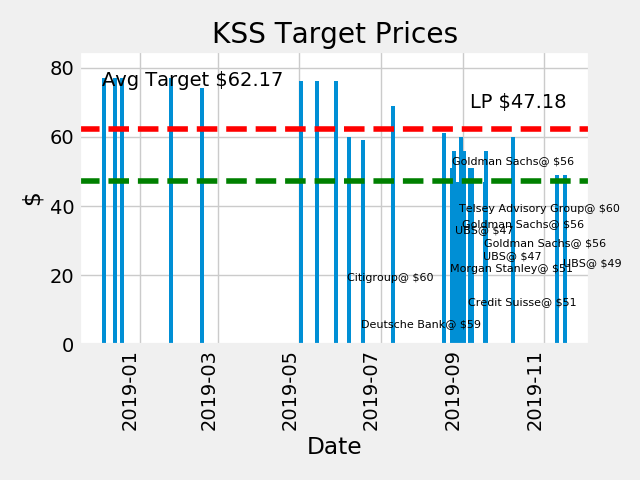 KSS Target Prices
80
Avg Target $62.17
LP $47.18
60
Goldman Sachs@ $56
$
40
Telsey Advisory Group@ $60
Goldman Sachs@ $56
UBS@ $47
Goldman Sachs@ $56
UBS@ $47
UBS@ $49
Morgan Stanley@ $51
20
Citigroup@ $60
Credit Suisse@ $51
Deutsche Bank@ $59
0
2019-01
2019-03
2019-05
2019-07
2019-09
2019-11
Date